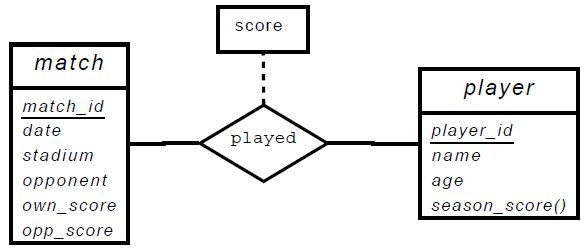 score
match
match_id
date
stadium
opponent
own_score
opp_score
played
player
player_id
name
age
season_score()